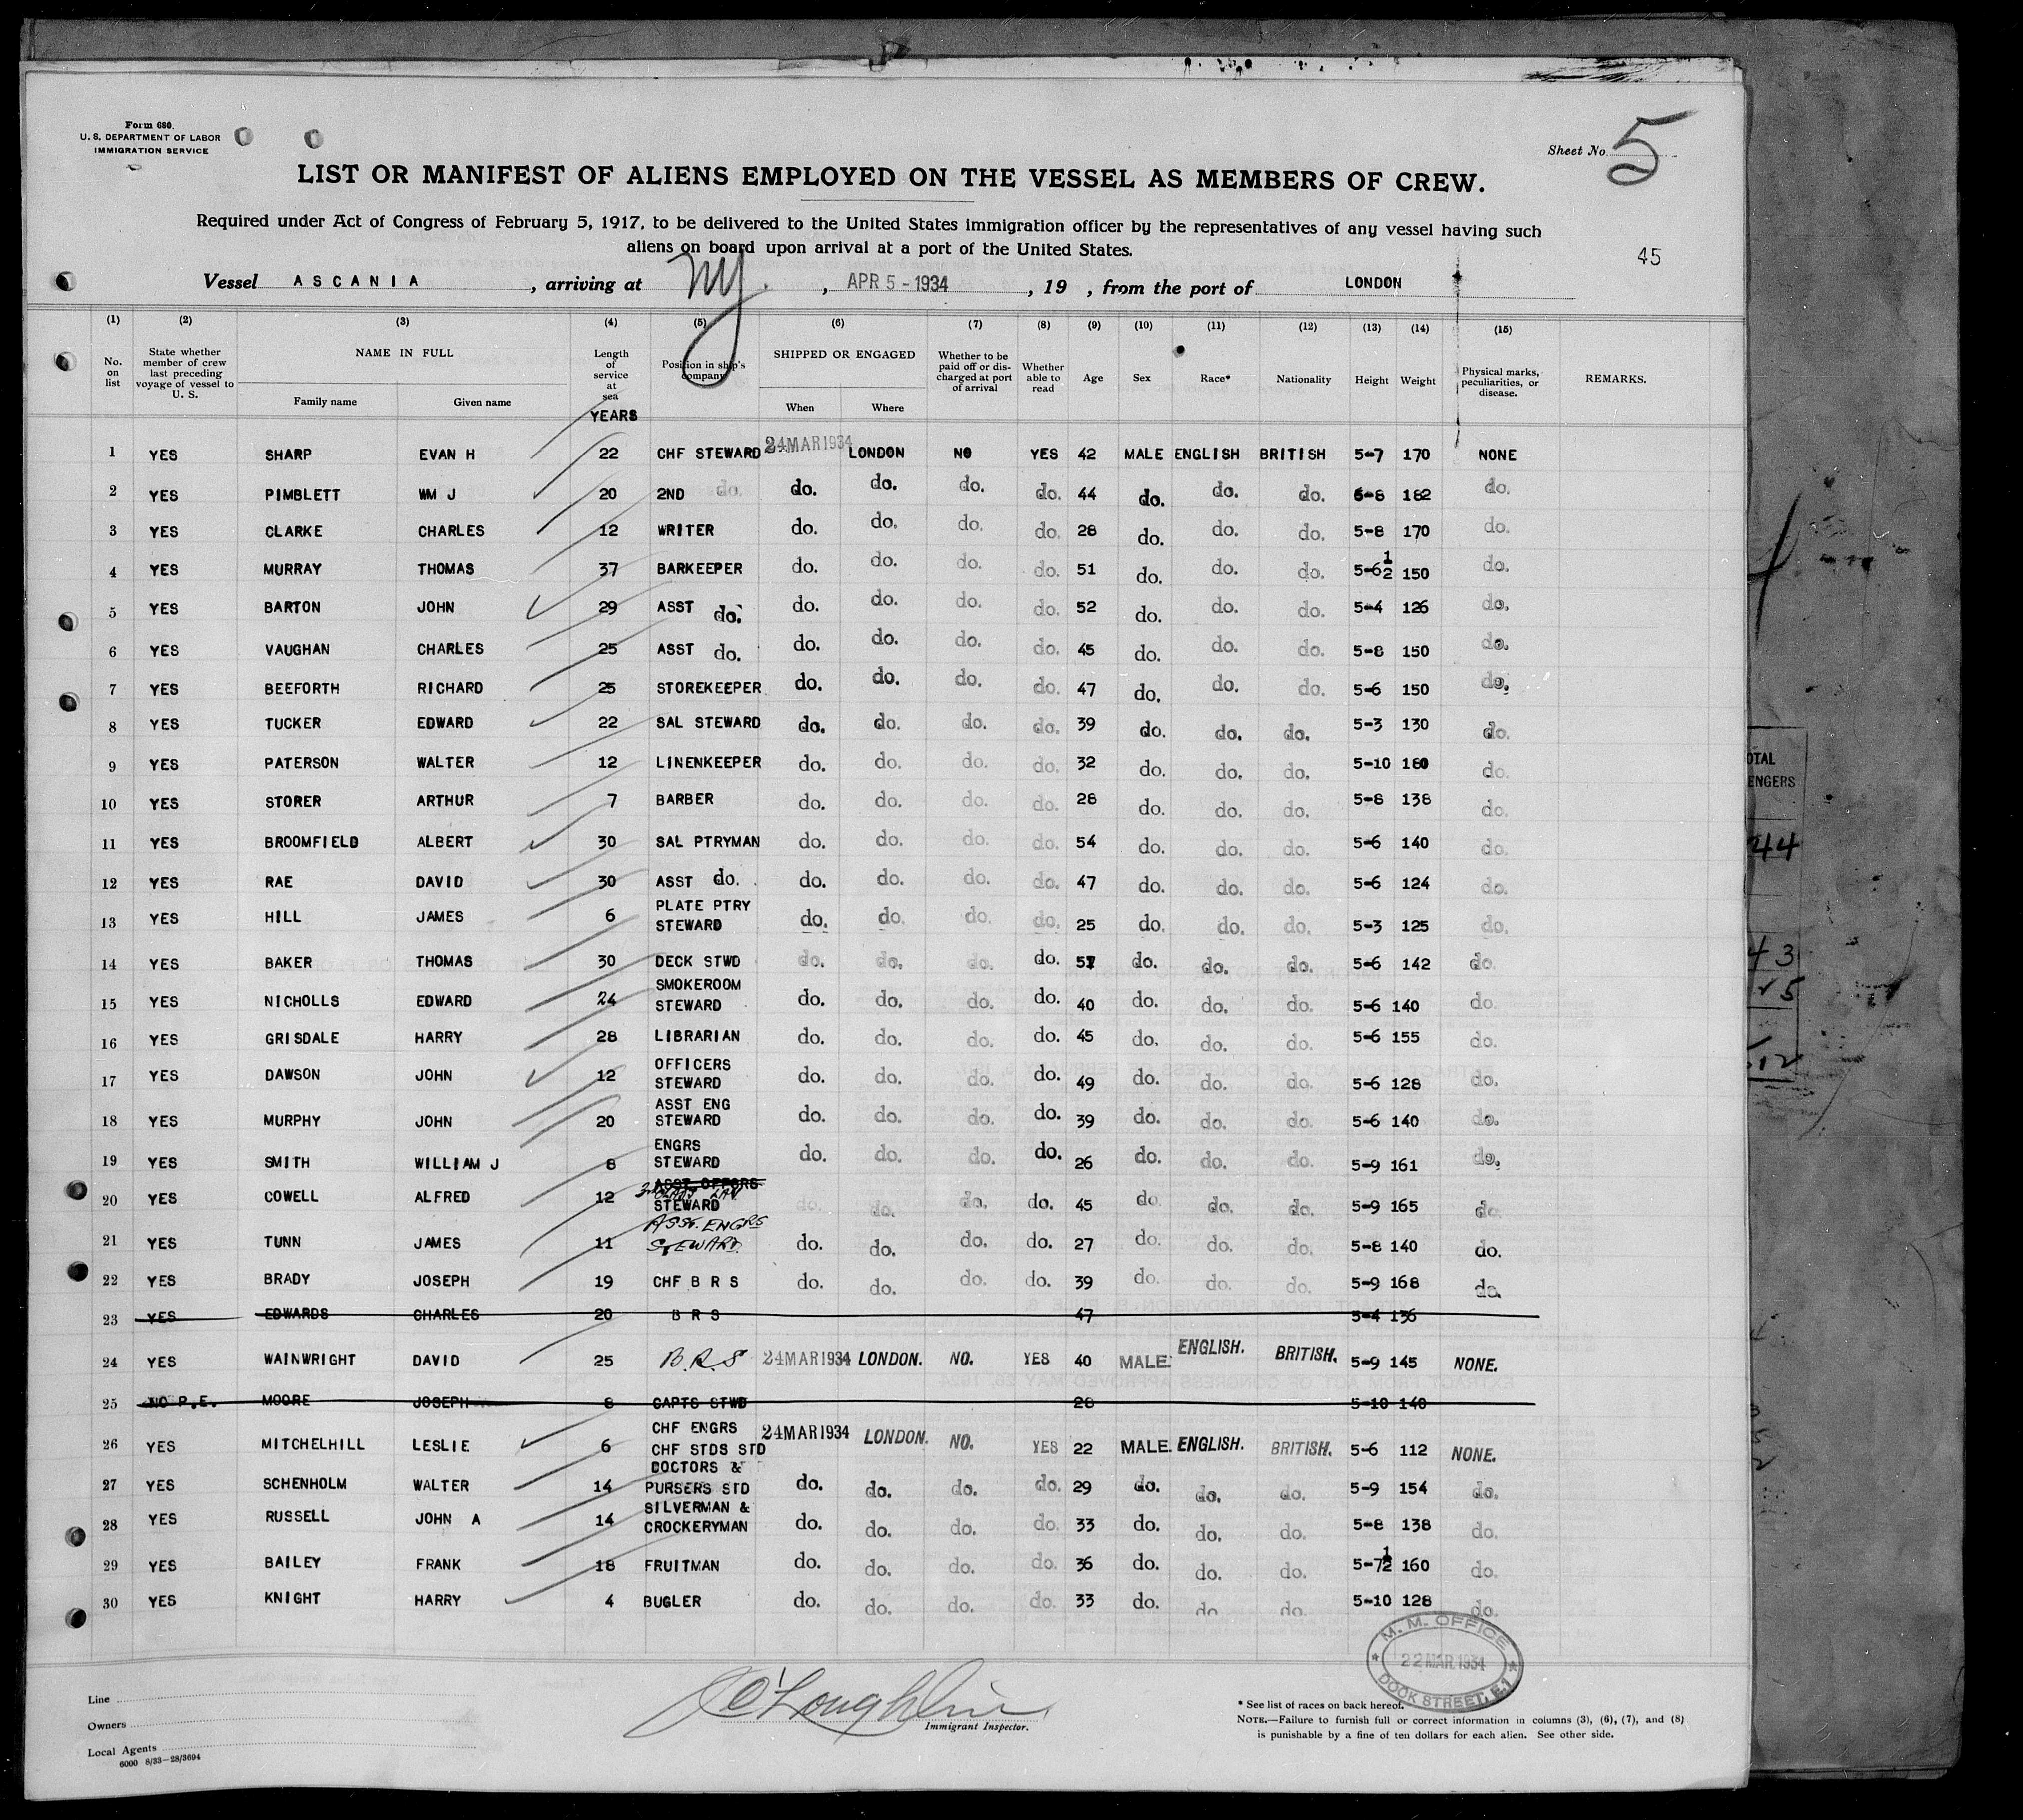 Form 680.
U. S. DEPARTMENT OF LABOR
IMMIGRATION SERVICE
Sheet No. 5
LIST OR MANIFEST OF ALIENS EMPLOYED ON THE VESSEL AS MEMBERS OF CREW.
Required under Act of Congress of February 5, 1917, to be delivered to the United States immigration officer by the representatives of any vessel having such
aliens on board upon arrival at a port of the United States.
45
Vessel ASCANIA, arriving at NY., APR 5 - 1934, 19 , from the port of LONDON
(1) (2) (3) (4) (5) (6) (7) (8) (9) (10) (11) (12) (13) (14) (15)
No. on list State whether member of crew last preceding voyage of vessel to U. S. NAME IN FULL Family name Given name Length of service at sea YEARS Position in ship's company SHIPPED OR ENGAGED When Where Whether to be paid off or discharged at port of arrival Whether able to read Age Sex Race* Nationality Height Weight Physical marks, peculiarities, or disease. REMARKS.
1 YES SHARP EVAN H 22 CHF STEWARD 24MAR1934 LONDON NO YES 42 MALE ENGLISH BRITISH 5-7 170 NONE
2 YES PIMBLETT WM J 20 2ND do. do. do. do. do. 44 do. do. do. 5-8 182 do.
3 YES CLARKE CHARLES 12 WRITER do. do. do. do. 28 do. do. do. 5-8 170 do.
4 YES MURRAY THOMAS 37 BARKEEPER do. do. do. do. 51 do. do. do. 5-6 1/2 150 do.
5 YES BARTON JOHN 29 ASST do. do. do. do. do. 52 do. do. do. 5-4 126 do.
6 YES VAUGHAN CHARLES 25 ASST do. do. do. do. do. 45 do. do. do. 5-8 150 do.
7 YES BEEFORTH RICHARD 25 STOREKEEPER do. do. do. do. 47 do. do. do. 5-6 150 do.
8 YES TUCKER EDWARD 22 SAL STEWARD do. do. do. do. 39 do. do. do. 5-3 130 do.
9 YES PATERSON WALTER 12 LINENKEEPER do. do. do. do. 32 do. do. do. 5-10 180 do.
10 YES STORER ARTHUR 7 BARBER do. do. do. do. 28 do. do. do. 5-8 138 do.
11 YES BROOMFIELD ALBERT 30 SAL PTRYMAN do. do. do. do. 54 do. do. do. 5-6 140 do.
12 YES RAE DAVID 30 ASST do. do. do. do. do. 47 do. do. do. 5-6 124 do.
13 YES HILL JAMES 6 PLATE PTRY STEWARD do. do. do. do. 25 do. do. do. 5-3 125 do.
14 YES BAKER THOMAS 30 DECK STWD do. do. do. do. 57 do. do. do. 5-6 142 do.
15 YES NICHOLLS EDWARD 24 SMOKEROOM STEWARD do. do. do. do. 40 do. do. do. 5-6 140 do.
16 YES GRISDALE HARRY 28 LIBRARIAN do. do. do. do. 45 do. do. do. 5-6 155 do.
17 YES DAWSON JOHN 12 OFFICERS STEWARD do. do. do. do. 49 do. do. do. 5-6 128 do.
18 YES MURPHY JOHN 20 ASST ENG STEWARD do. do. do. do. 39 do. do. do. 5-6 140 do.
19 YES SMITH WILLIAM J 8 ENGRS STEWARD do. do. do. do. 26 do. do. do. 5-9 161 do.
20 YES COWELL ALFRED 12 ASST OFFCRS STEWARD do. do. do. do. 45 do. do. do. 5-9 165 do.
21 YES TUNN JAMES 11 ASST. ENGRS STEWARD. do. do. do. do. 27 do. do. do. 5-8 140 do.
22 YES BRADY JOSEPH 19 CHF B R S do. do. do. do. 39 do. do. do. 5-9 168 do.
23 YES EDWARDS CHARLES 20 B R S 47 5-4 136
24 YES WAINWRIGHT DAVID 25 B.R.S 24MAR1934 LONDON. NO. YES 40 MALE. ENGLISH. BRITISH. 5-9 145 NONE.
25 NO P.E. MOORE JOSEPH 8 CAPTS STWD 28 5-10 140
26 YES MITCHELHILL LESLIE 6 CHF ENGRS CHF STDS STD 24MAR1934 LONDON. NO. YES 22 MALE. ENGLISH. BRITISH. 5-6 112 NONE.
27 YES SCHENHOLM WALTER 14 DOCTORS & PURSERS STD do. do. do. do. 29 do. do. do. 5-9 154 do.
28 YES RUSSELL JOHN A 14 SILVERMAN & CROCKERYMAN do. do. do. do. 33 do. do. do. 5-8 138 do.
29 YES BAILEY FRANK 18 FRUITMAN do. do. do. do. 36 do. do. do. 5-7 1/2 160 do.
30 YES KNIGHT HARRY 4 BUGLER do. do. do. do. 33 do. do. do. 5-10 128 do.
M. M. OFFICE
22 MAR 1934
DOCK STREET, E.1
Line
Owners
Local Agents
6000 8/33-28/3694
J C O'Loughlin
Immigrant Inspector.
* See list of races on back hereof.
NOTE.—Failure to furnish full or correct information in columns (3), (6), (7), and (8)
is punishable by a fine of ten dollars for each alien. See other side.
OTAL
ENGERS
44
43